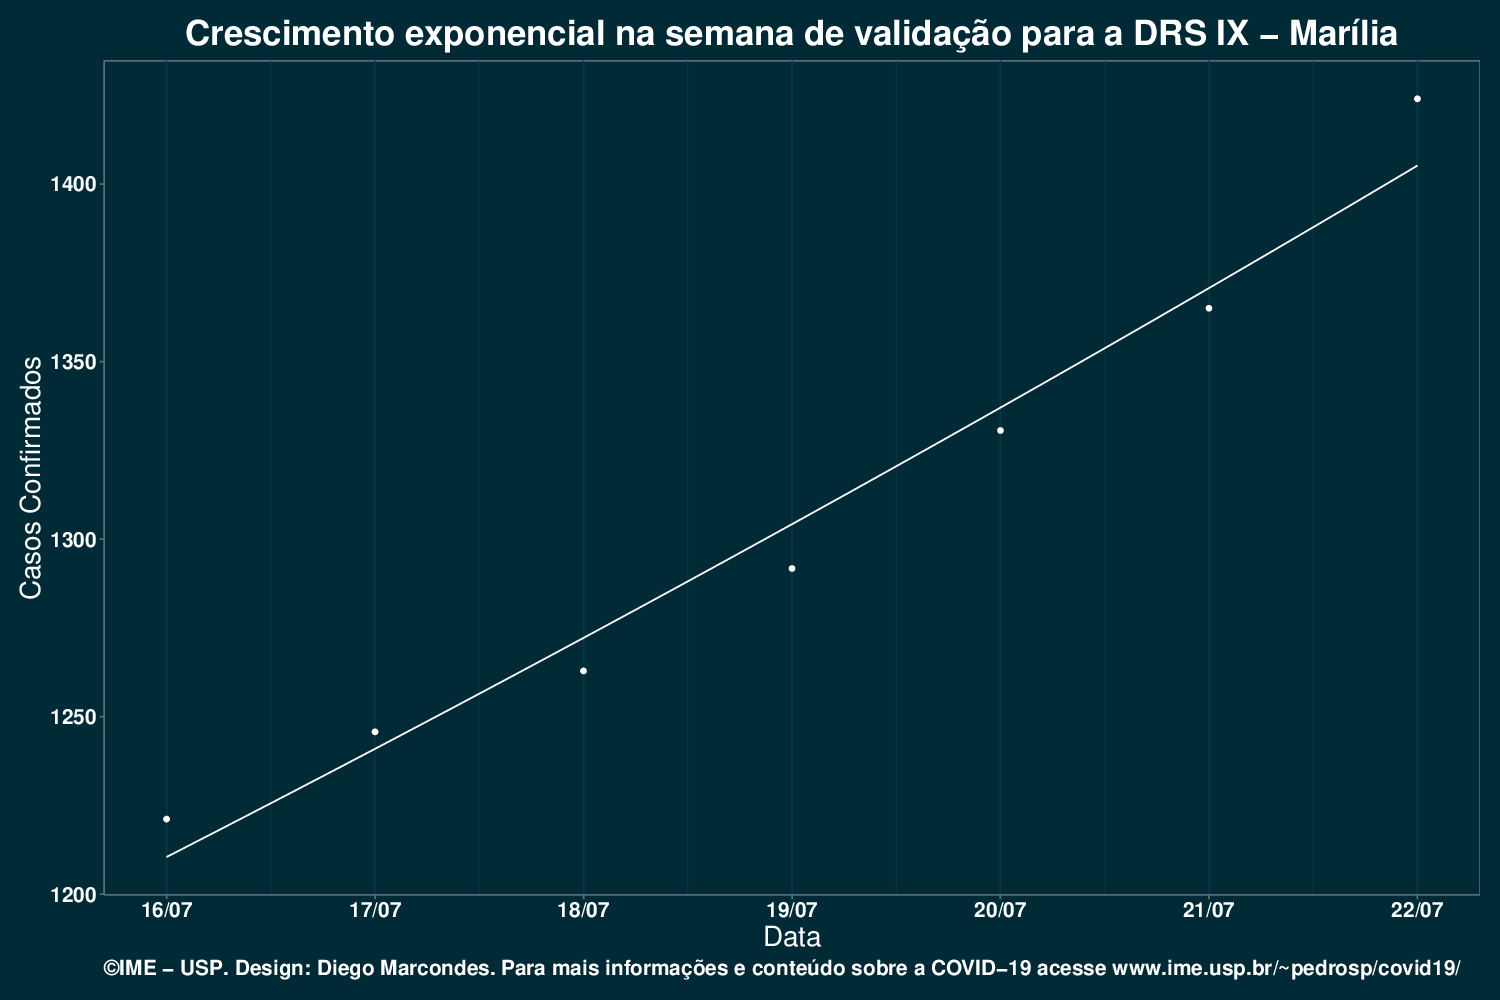 Crescimento exponencial na semana de validação para a DRS IX – Marília
Casos Confirmados
1400
1350
1300
1250
1200
16/07 17/07 18/07 19/07 20/07 21/07 22/07
Data
©IME – USP. Design: Diego Marcondes. Para mais informações e conteúdo sobre a COVID–19 acesse www.ime.usp.br/~pedrosp/covid19/